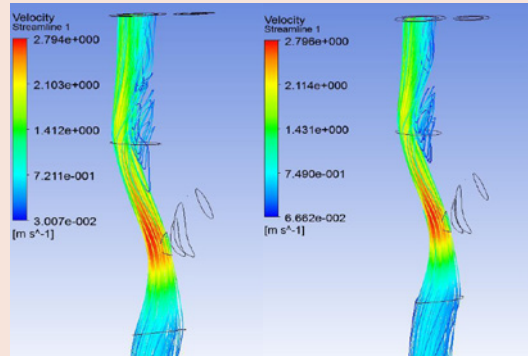 Velocity
Streamline 1
2.794e+000
2.103e+000
1.412e+000
7.211e-001
3.007e-002
[m s^-1]
Velocity
Streamline 1
2.796e+000
2.114e+000
1.431e+000
7.490e-001
6.662e-002
[m s^-1]